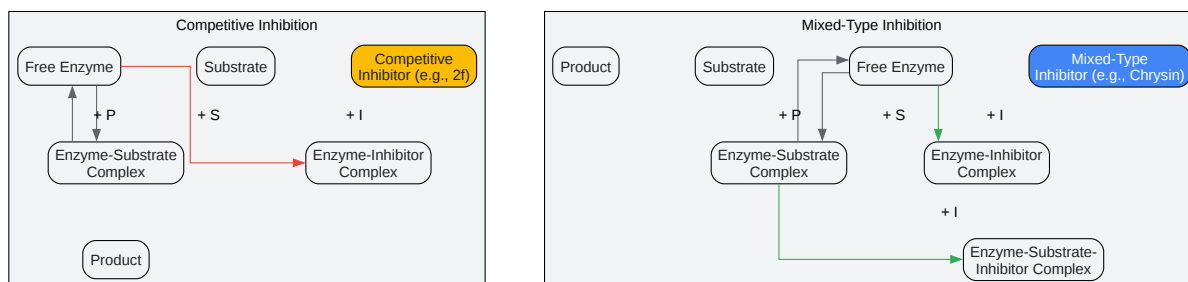 Competitive Inhibition
Free Enzyme
Substrate
Competitive
Inhibitor (e.g., 2f)
+ P
+ S
+ I
Enzyme-Substrate
Complex
Enzyme-Inhibitor
Complex
Product
Mixed-Type Inhibition
Product
Substrate
Free Enzyme
Mixed-Type
Inhibitor (e.g., Chrysin)
+ P
+ S
+ I
Enzyme-Substrate
Complex
Enzyme-Inhibitor
Complex
+ I
Enzyme-Substrate-
Inhibitor Complex